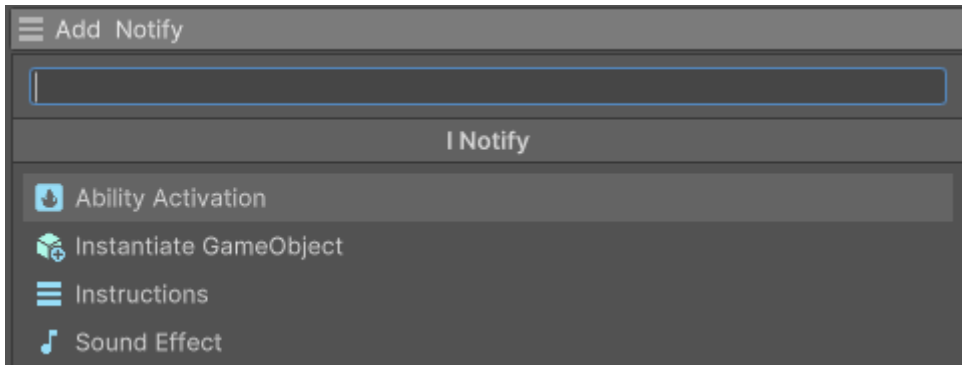 Add Notify
I Notify
Ability Activation
Instantiate GameObject
Instructions
Sound Effect